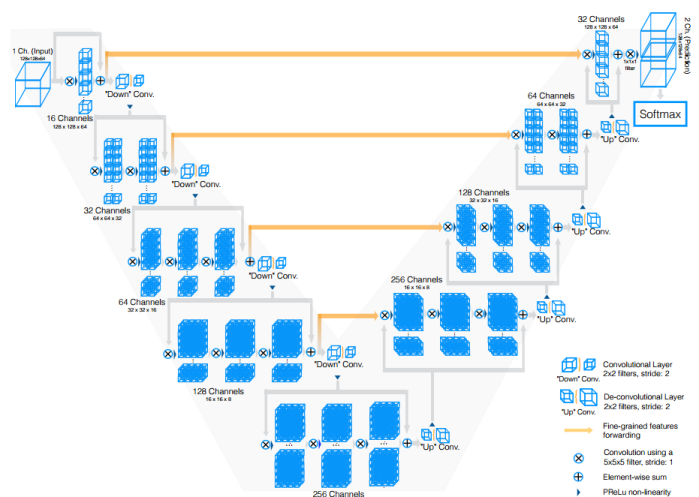 1 Ch. (Input)
128x128x64
"Down" Conv.
16 Channels
128 x 128 x 64
"Down" Conv.
32 Channels
64 x 64 x 32
"Down" Conv.
64 Channels
32 x 32 x 16
"Down" Conv.
128 Channels
16 x 16 x 8
256 Channels
"Up" Conv.
256 Channels
16 x 16 x 8
"Up" Conv.
128 Channels
32 x 32 x 16
"Up" Conv.
64 Channels
64 x 64 x 32
"Up" Conv.
32 Channels
128 x 128 x 64
1x1x1
filter
2 Ch. (Prediction)
128x128x64
Softmax
"Down" Conv.
Convolutional Layer
2x2 filters, stride: 2
"Up" Conv.
De-convolutional Layer
2x2 filters, stride: 2
Fine-grained features
forwarding
Convolution using a
5x5x5 filter, stride: 1
Element-wise sum
PReLu non-linearity